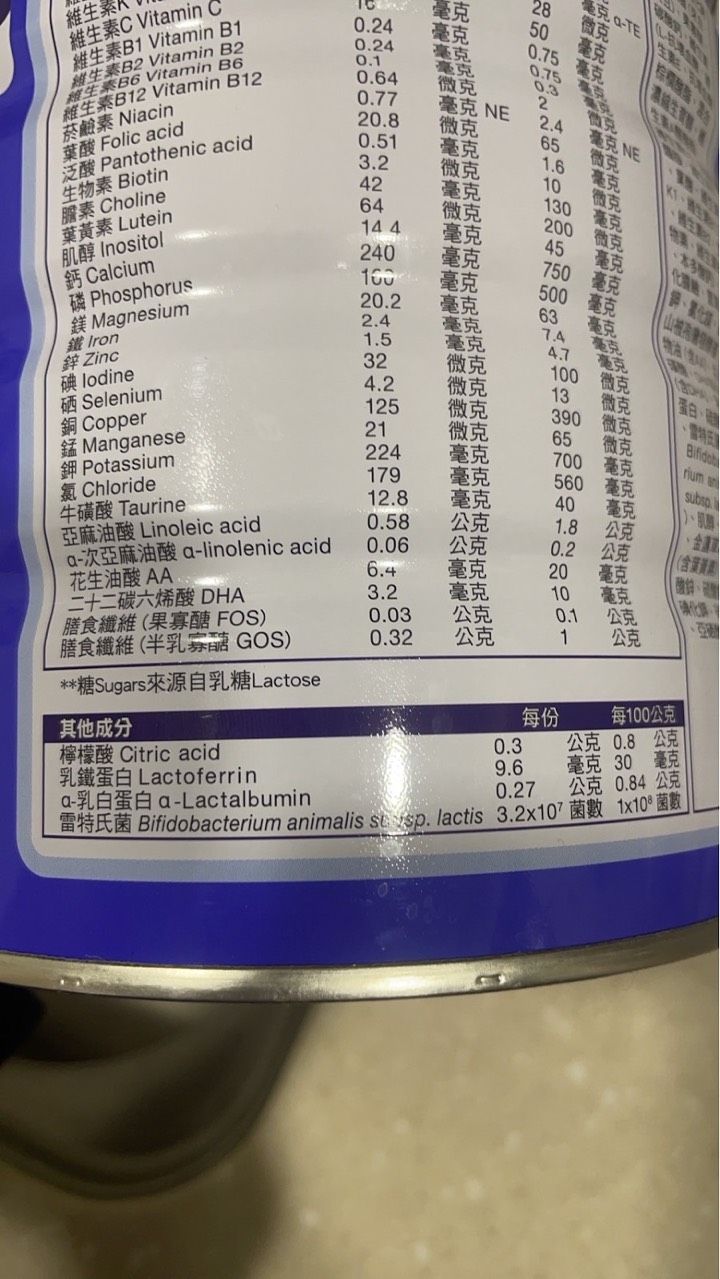 維生素K 28 微克
維生素C Vitamin C 毫克 50 毫克
維生素B1 Vitamin B1 0.24 毫克 0.75 毫克
維生素B2 Vitamin B2 0.24 毫克 0.75 毫克
維生素B6 Vitamin B6 0.1 毫克 0.3 毫克
維生素B12 Vitamin B12 0.64 微克 2 微克
菸鹼素 Niacin 0.77 毫克 NE 2.4 毫克 NE
葉酸 Folic acid 20.8 微克 65 微克
泛酸 Pantothenic acid 0.51 毫克 1.6 毫克
生物素 Biotin 3.2 微克 10 微克
膽素 Choline 42 毫克 130 毫克
葉黃素 Lutein 64 微克 200 微克
肌醇 Inositol 14.4 毫克 45 毫克
鈣 Calcium 240 毫克 750 毫克
磷 Phosphorus 160 毫克 500 毫克
鎂 Magnesium 20.2 毫克 63 毫克
鐵 Iron 2.4 毫克 7.4 毫克
鋅 Zinc 1.5 毫克 4.7 毫克
碘 Iodine 32 微克 100 微克
硒 Selenium 4.2 微克 13 微克
銅 Copper 125 微克 390 微克
錳 Manganese 21 微克 65 微克
鉀 Potassium 224 毫克 700 毫克
氯 Chloride 179 毫克 560 毫克
牛磺酸 Taurine 12.8 毫克 40 毫克
亞麻油酸 Linoleic acid 0.58 公克 1.8 公克
α-次亞麻油酸 α-linolenic acid 0.06 公克 0.2 公克
花生油酸 AA 6.4 毫克 20 毫克
二十二碳六烯酸 DHA 3.2 毫克 10 毫克
膳食纖維 (果寡醣 FOS) 0.03 公克 0.1 公克
膳食纖維 (半乳寡醣 GOS) 0.32 公克 1 公克
**糖Sugars來源自乳糖Lactose
其他成分 每份 每100公克
檸檬酸 Citric acid 0.3 公克 0.8 公克
乳鐵蛋白 Lactoferrin 9.6 毫克 30 毫克
α-乳白蛋白 α-Lactalbumin 0.27 公克 0.84 公克
雷特氏菌 Bifidobacterium animalis subsp. lactis 3.2x10⁷ 菌數 1x10⁸ 菌數